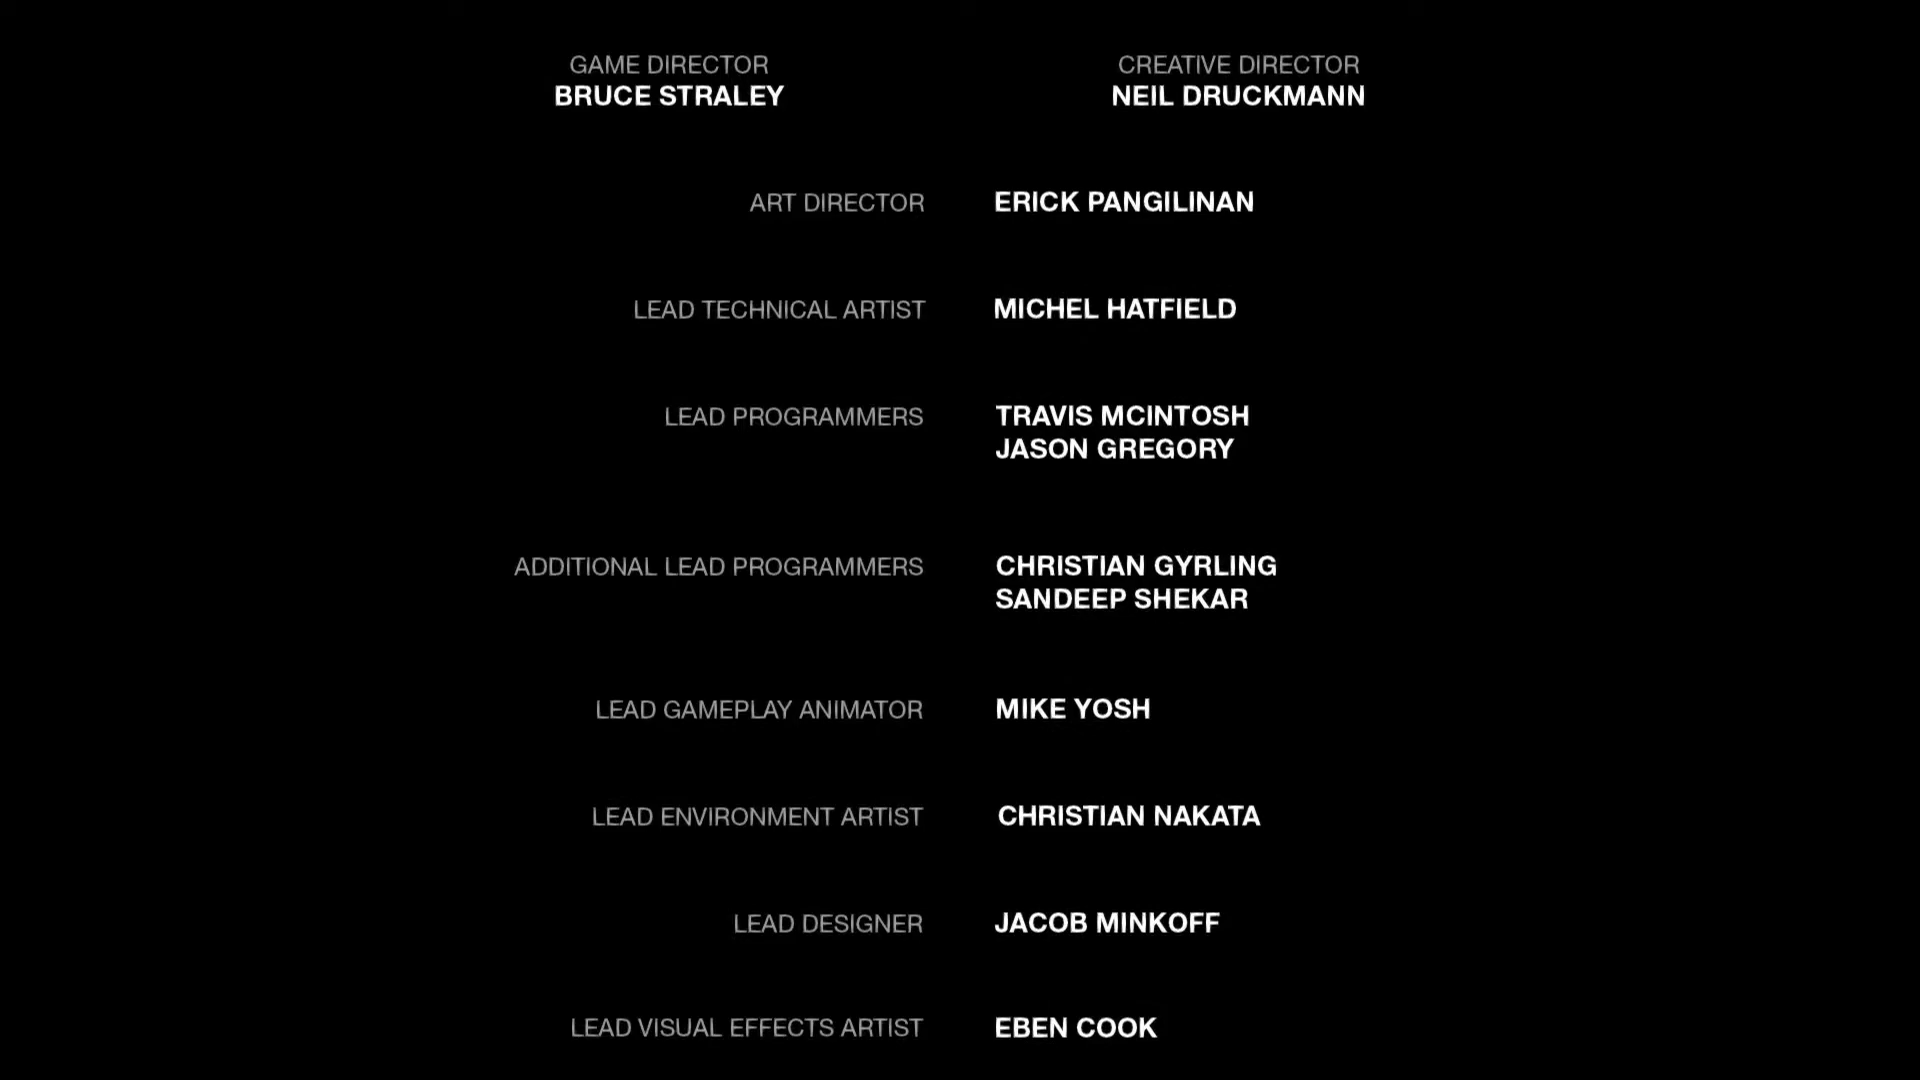 GAME DIRECTOR
BRUCE STRALEY
CREATIVE DIRECTOR
NEIL DRUCKMANN
ART DIRECTOR
ERICK PANGILINAN
LEAD TECHNICAL ARTIST
MICHEL HATFIELD
LEAD PROGRAMMERS
TRAVIS MCINTOSH
JASON GREGORY
ADDITIONAL LEAD PROGRAMMERS
CHRISTIAN GYRLING
SANDEEP SHEKAR
LEAD GAMEPLAY ANIMATOR
MIKE YOSH
LEAD ENVIRONMENT ARTIST
CHRISTIAN NAKATA
LEAD DESIGNER
JACOB MINKOFF
LEAD VISUAL EFFECTS ARTIST
EBEN COOK